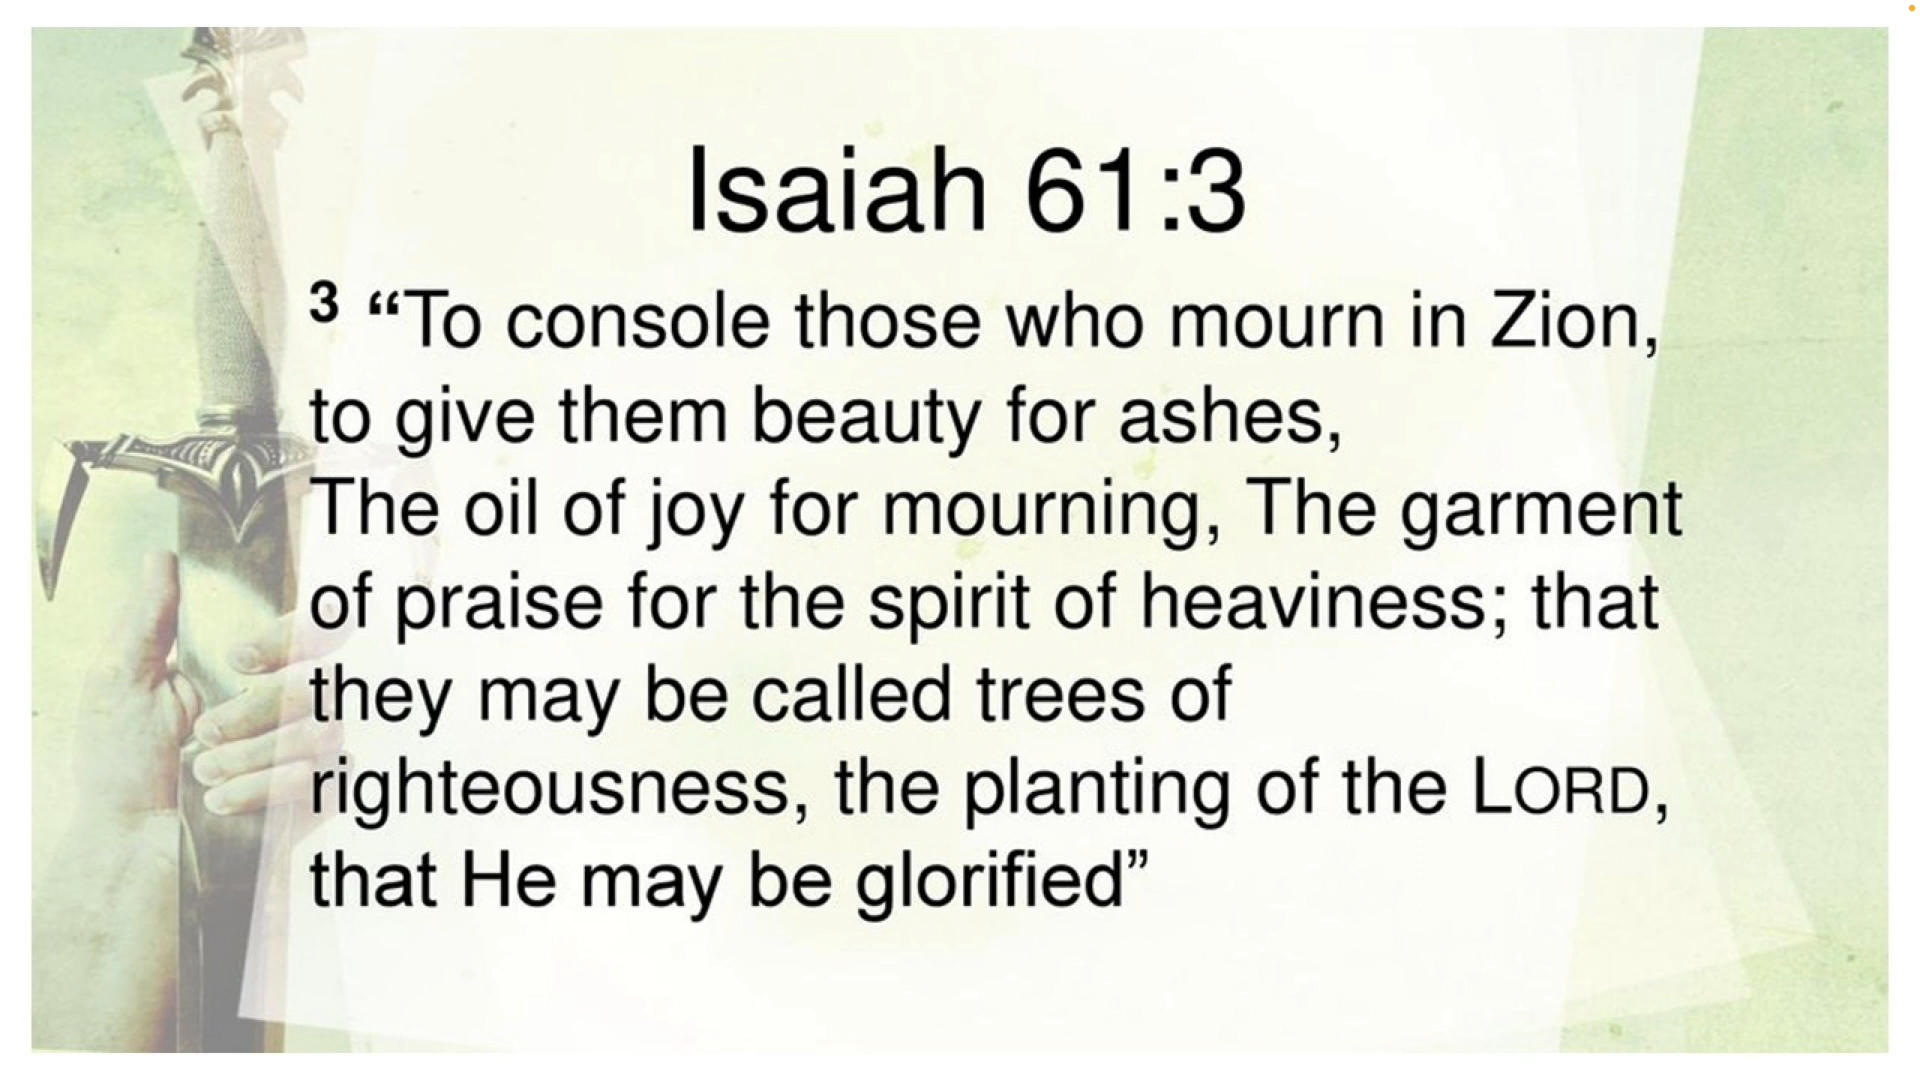 Isaiah 61:3
3 “To console those who mourn in Zion,
to give them beauty for ashes,
The oil of joy for mourning, The garment
of praise for the spirit of heaviness; that
they may be called trees of
righteousness, the planting of the LORD,
that He may be glorified”